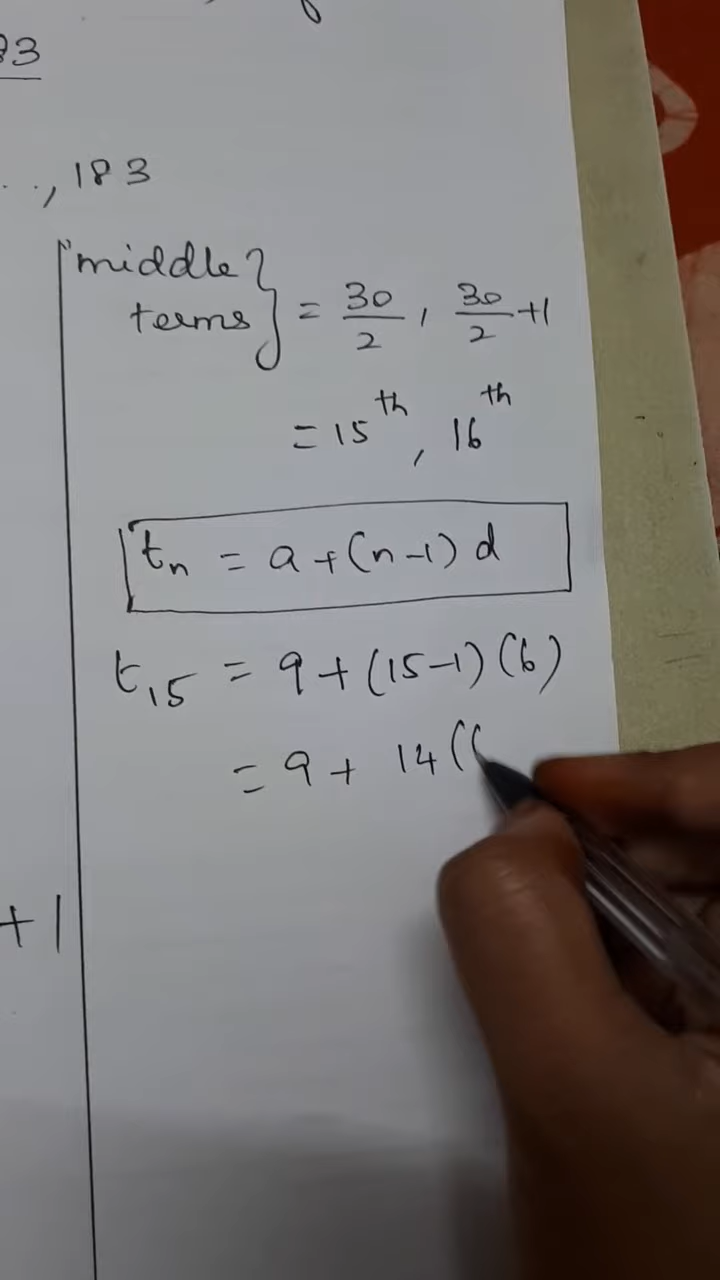 93
.., 183
middle terms } = 30/2, 30/2 +1
= 15th, 16th
tn = a + (n-1) d
t15 = 9 + (15-1) (6)
= 9 + 14 (
+1